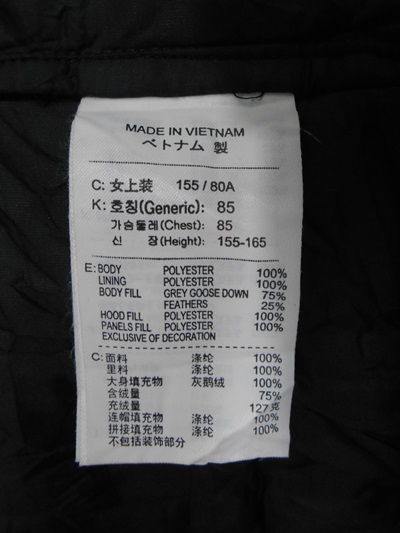 MADE IN VIETNAM
ベトナム 製
C: 女上装 155 / 80A
K: 호칭(Generic): 85
가슴둘레(Chest): 85
신 장(Height): 155-165
E: BODY POLYESTER 100%
LINING POLYESTER 100%
BODY FILL GREY GOOSE DOWN 75%
FEATHERS 25%
HOOD FILL POLYESTER 100%
PANELS FILL POLYESTER 100%
EXCLUSIVE OF DECORATION
C: 面料 涤纶 100%
里料 涤纶 100%
大身填充物 灰鹅绒 100%
含绒量 75%
充绒量 127克
连帽填充物 涤纶 100%
拼接填充物 涤纶 100%
不包括装饰部分